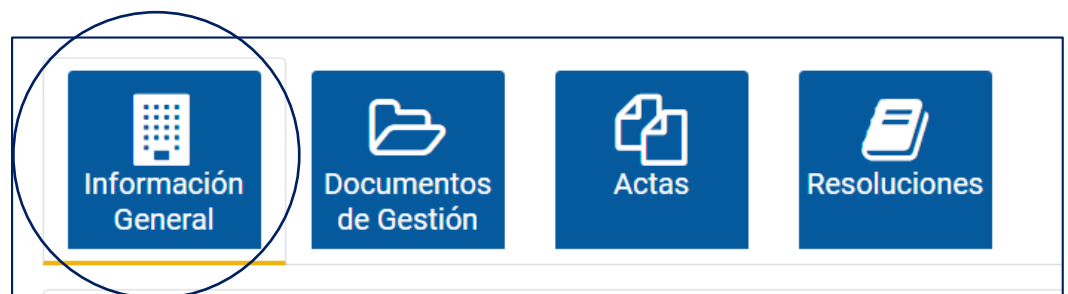 Información
General
Documentos
de Gestión
Actas
Resoluciones